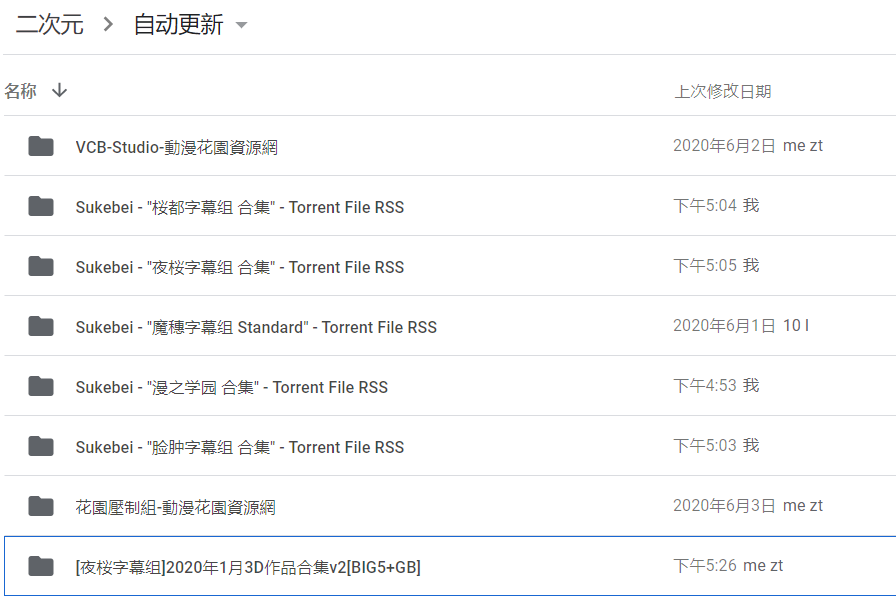 二次元 > 自动更新
名称 ↓ 上次修改日期
VCB-Studio-動漫花園資源網 2020年6月2日 me zt
Sukebei - "桜都字幕组 合集" - Torrent File RSS 下午5:04 我
Sukebei - "夜桜字幕组 合集" - Torrent File RSS 下午5:05 我
Sukebei - "魔穗字幕组 Standard" - Torrent File RSS 2020年6月1日 10 l
Sukebei - "漫之学园 合集" - Torrent File RSS 下午4:53 我
Sukebei - "脸肿字幕组 合集" - Torrent File RSS 下午5:03 我
花園壓制組-動漫花園資源網 2020年6月3日 me zt
[夜桜字幕组]2020年1月3D作品合集v2[BIG5+GB] 下午5:26 me zt